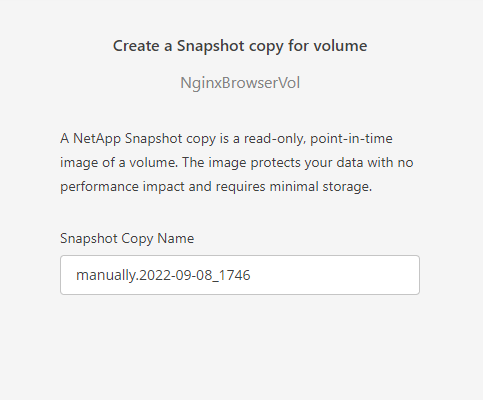 Create a Snapshot copy for volume
NginxBrowserVol
A NetApp Snapshot copy is a read-only, point-in-time
image of a volume. The image protects your data with no
performance impact and requires minimal storage.
Snapshot Copy Name
manually.2022-09-08_1746